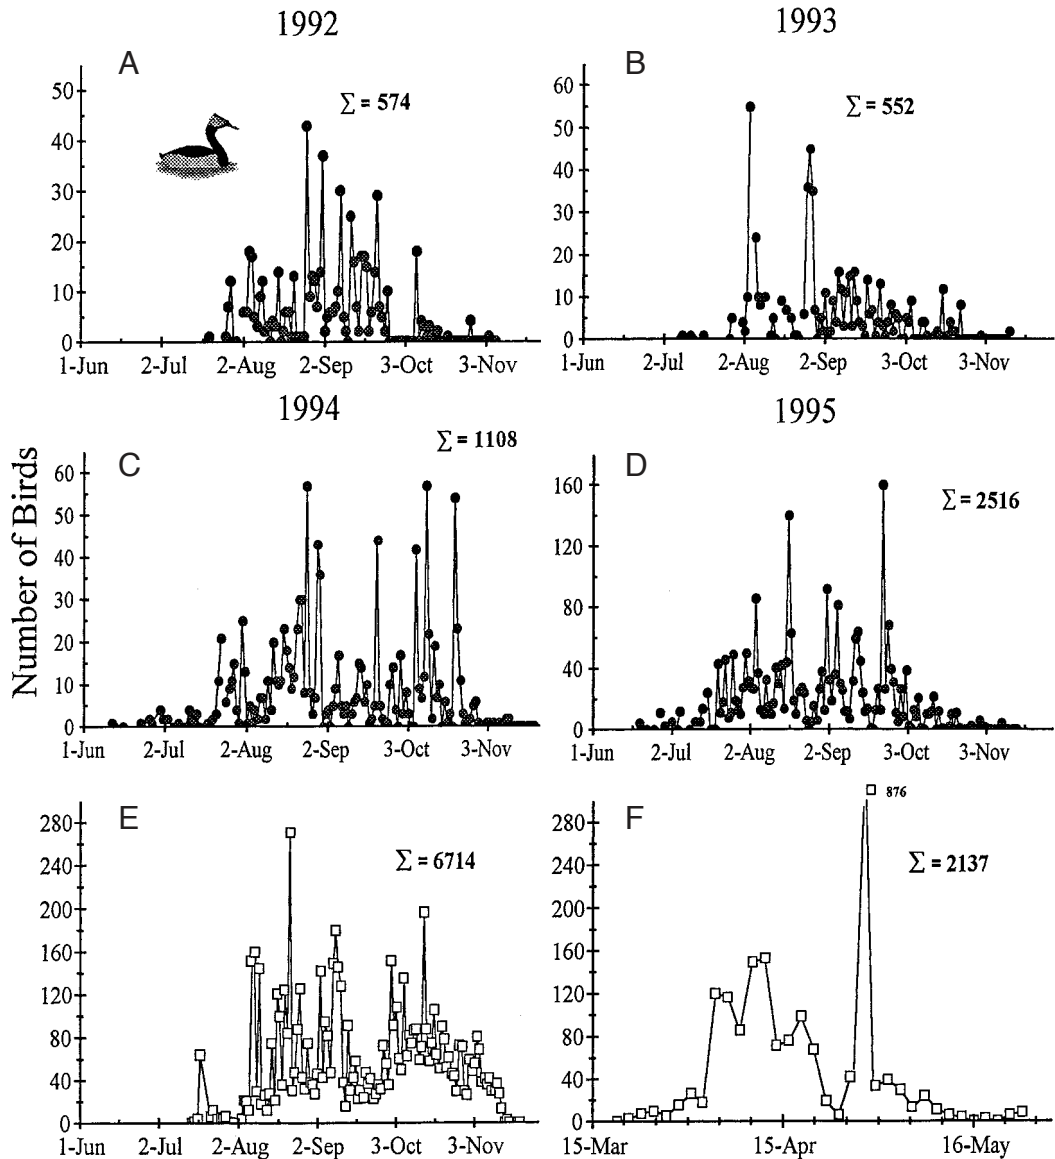 1992
1993
A
B
Σ = 574
Σ = 552
50
40
30
20
10
0
60
50
40
30
20
10
0
1-Jun 2-Jul 2-Aug 2-Sep 3-Oct 3-Nov
1-Jun 2-Jul 2-Aug 2-Sep 3-Oct 3-Nov
1994
1995
Number of Birds
C
D
Σ = 1108
Σ = 2516
60
50
40
30
20
10
0
160
120
80
40
0
1-Jun 2-Jul 2-Aug 2-Sep 3-Oct 3-Nov
1-Jun 2-Jul 2-Aug 2-Sep 3-Oct 3-Nov
E
F
876
Σ = 6714
Σ = 2137
280
240
200
160
120
80
40
0
280
240
200
160
120
80
40
0
1-Jun 2-Jul 2-Aug 2-Sep 3-Oct 3-Nov
15-Mar 15-Apr 16-May